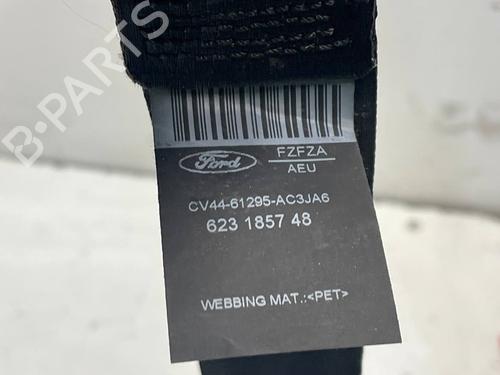 B-PARTS
Ford
FZFZA
AEU
CV44-61295-AC3JA6
623 1857 48
WEBBING MAT.:<PET>